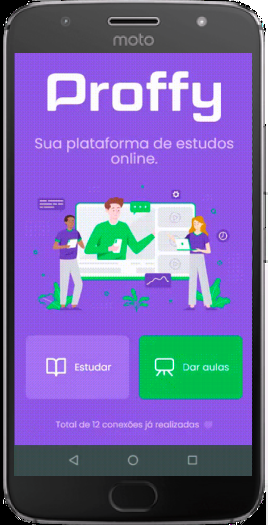 moto
Proffy
Sua plataforma de estudos
online.
Estudar
Dar aulas
Total de 12 conexões já realizadas